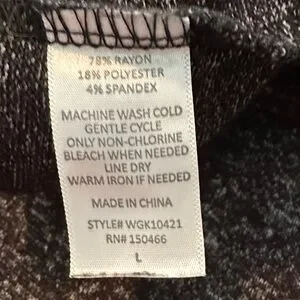 78% RAYON
18% POLYESTER
4% SPANDEX
MACHINE WASH COLD
GENTLE CYCLE
ONLY NON-CHLORINE
BLEACH WHEN NEEDED
LINE DRY
WARM IRON IF NEEDED
MADE IN CHINA
STYLE# WGK10421
RN# 150466
L